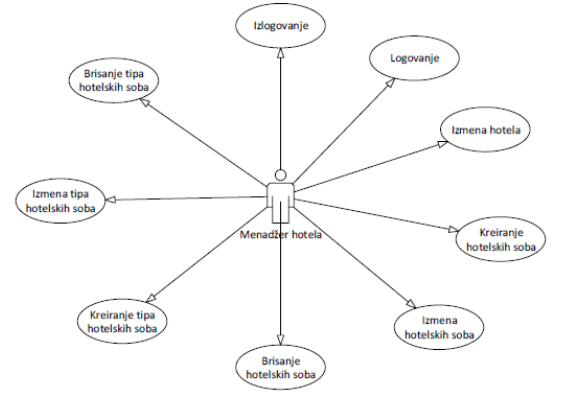 Izlogovanje
Logovanje
Brisanje tipa
hotelskih soba
Izmena hotela
Izmena tipa
hotelskih soba
Menadžer hotela
Kreiranje
hotelskih soba
Kreiranje tipa
hotelskih soba
Izmena
hotelskih soba
Brisanje
hotelskih soba